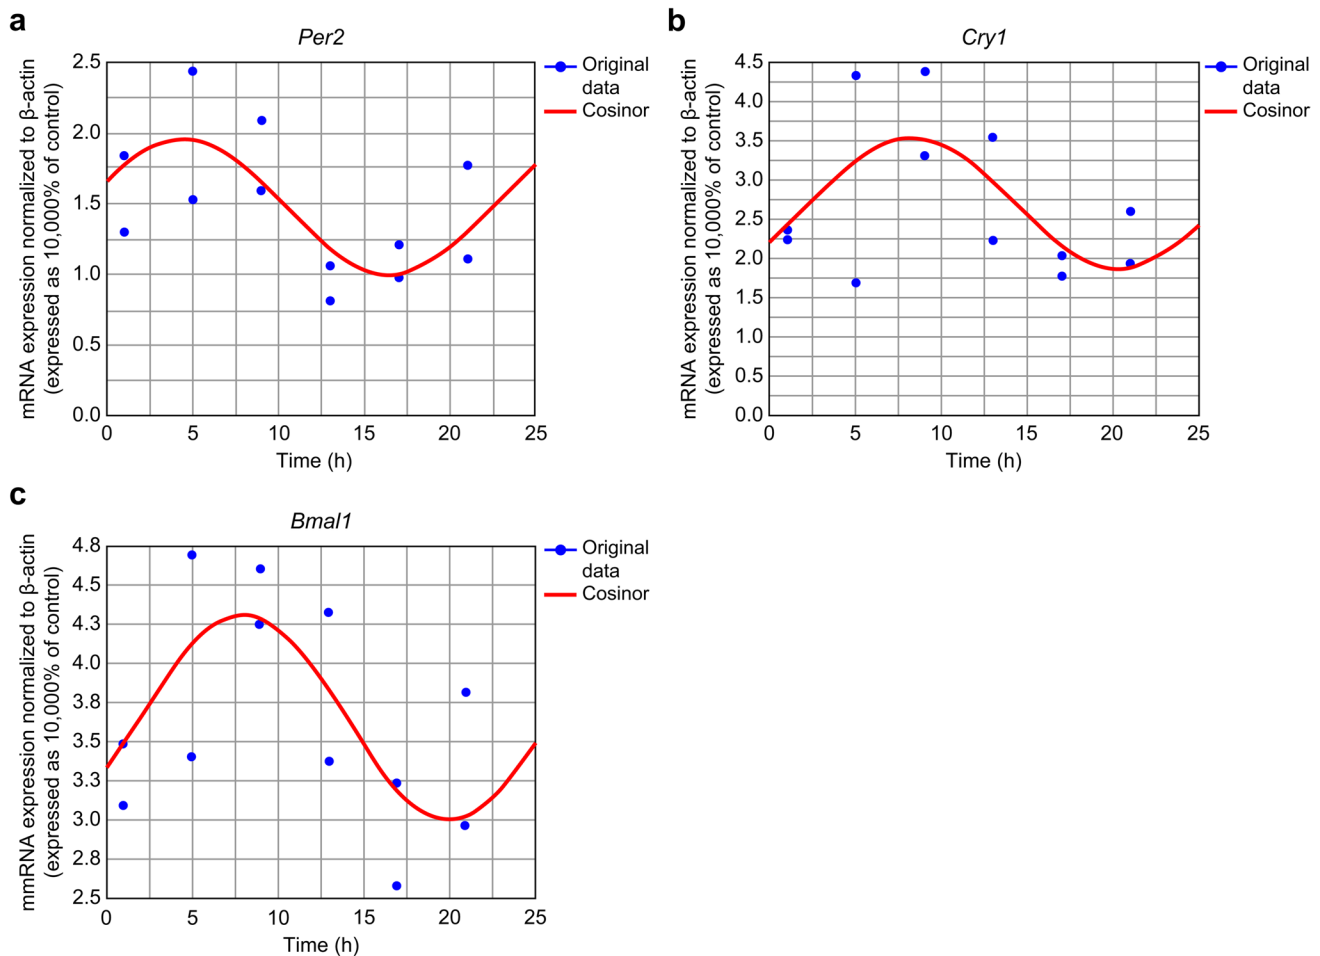 a
Per2
mRNA expression normalized to β-actin
(expressed as 10,000% of control)
2.5
2.0
1.5
1.0
0.5
0.0
0 5 10 15 20 25
Time (h)
Original
data
Cosinor
b
Cry1
mRNA expression normalized to β-actin
(expressed as 10,000% of control)
4.5
4.0
3.5
3.0
2.5
2.0
1.5
1.0
0.5
0.0
0 5 10 15 20 25
Time (h)
Original
data
Cosinor
c
Bmal1
mmRNA expression normalized to β-actin
(expressed as 10,000% of control)
4.8
4.5
4.3
4.0
3.8
3.5
3.3
3.0
2.8
2.5
0 5 10 15 20 25
Time (h)
Original
data
Cosinor